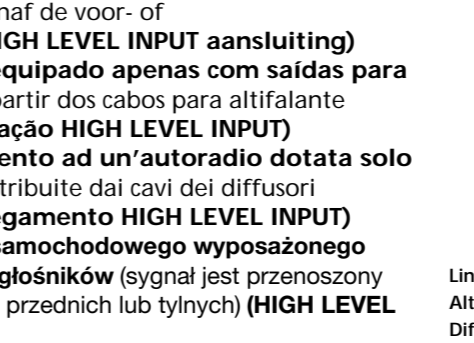 naf de voor- of
IGH LEVEL INPUT aansluiting)
equipado apenas com saídas para
partir dos cabos para altifalante
ação HIGH LEVEL INPUT)
ento ad un'autoradio dotata solo
tribuite dai cavi dei diffusori
egamento HIGH LEVEL INPUT)
samochodowego wyposażonego
głośników (sygnał jest przenoszony
przednich lub tylnych) (HIGH LEVEL
Lin
Alt
Dif